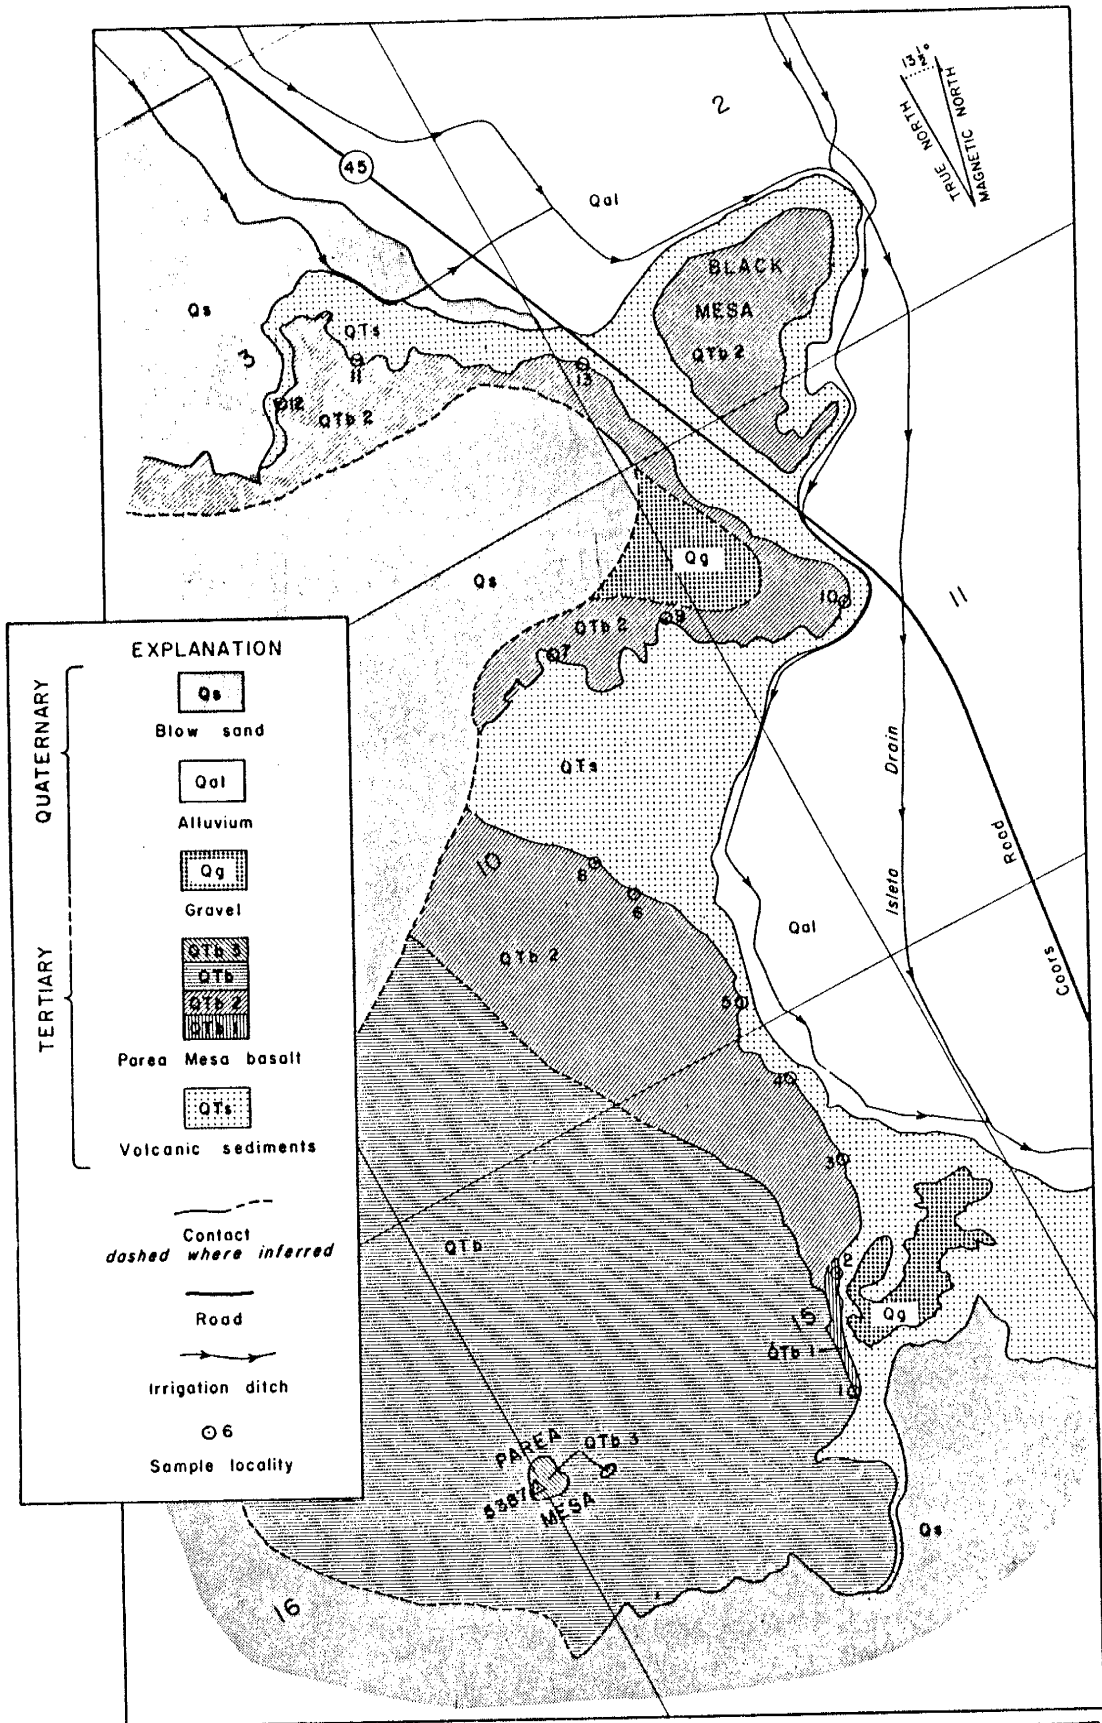 2
13 1/2°
TRUE NORTH
MAGNETIC NORTH
45
Qal
BLACK
MESA
QTb 2
Qs
QTs
3
11
13
12
QTb 2
Qg
Qs
10
11
9
QTb 2
7
QTs
Isleta Drain
Coors Road
10
8
6
QTb 2
Qal
5
4
3
QTb
2
15
Qg
QTb 1
1
PAREA
MESA
QTb 3
5387
Qs
16
EXPLANATION
QUATERNARY
TERTIARY
Qs
Blow sand
Qal
Alluvium
Qg
Gravel
QTb 3
QTb
QTb 2
QTb 1
Parea Mesa basalt
QTs
Volcanic sediments
Contact
dashed where inferred
Road
Irrigation ditch
6
Sample locality